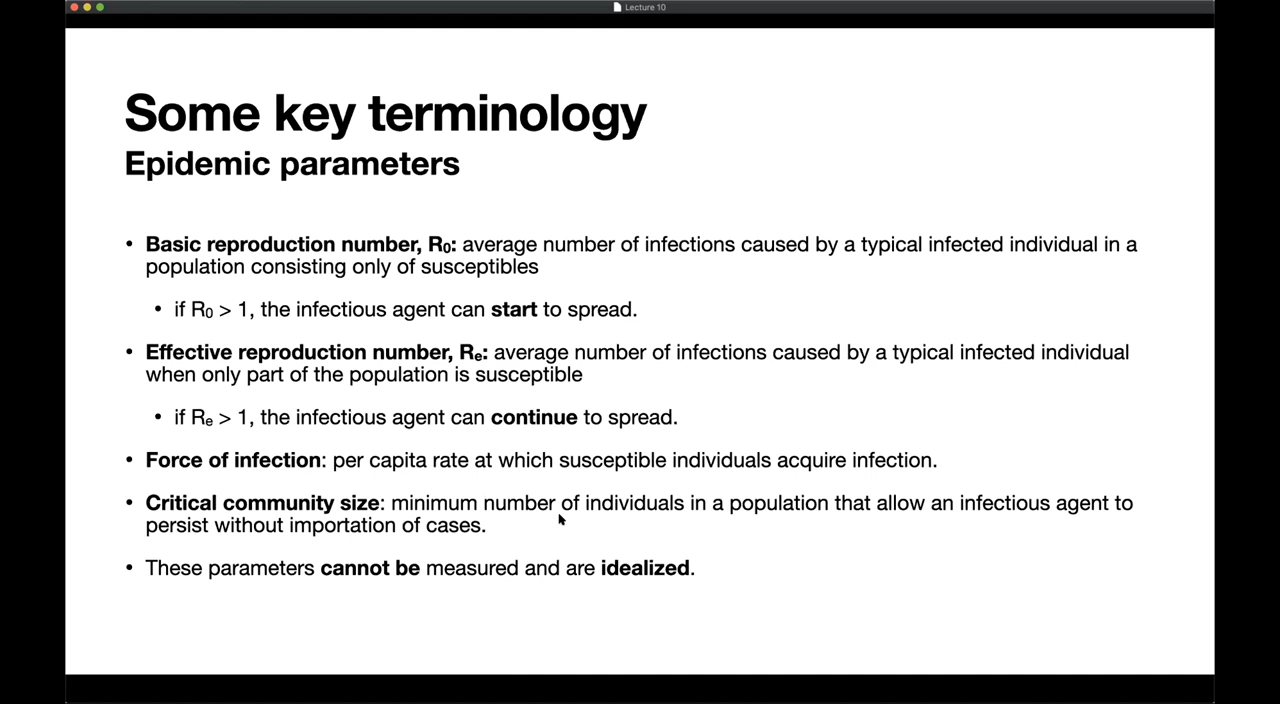 Lecture 10
Some key terminology
Epidemic parameters
• Basic reproduction number, R₀: average number of infections caused by a typical infected individual in a
population consisting only of susceptibles
• if R₀ > 1, the infectious agent can start to spread.
• Effective reproduction number, Rₑ: average number of infections caused by a typical infected individual
when only part of the population is susceptible
• if Rₑ > 1, the infectious agent can continue to spread.
• Force of infection: per capita rate at which susceptible individuals acquire infection.
• Critical community size: minimum number of individuals in a population that allow an infectious agent to
persist without importation of cases.
• These parameters cannot be measured and are idealized.